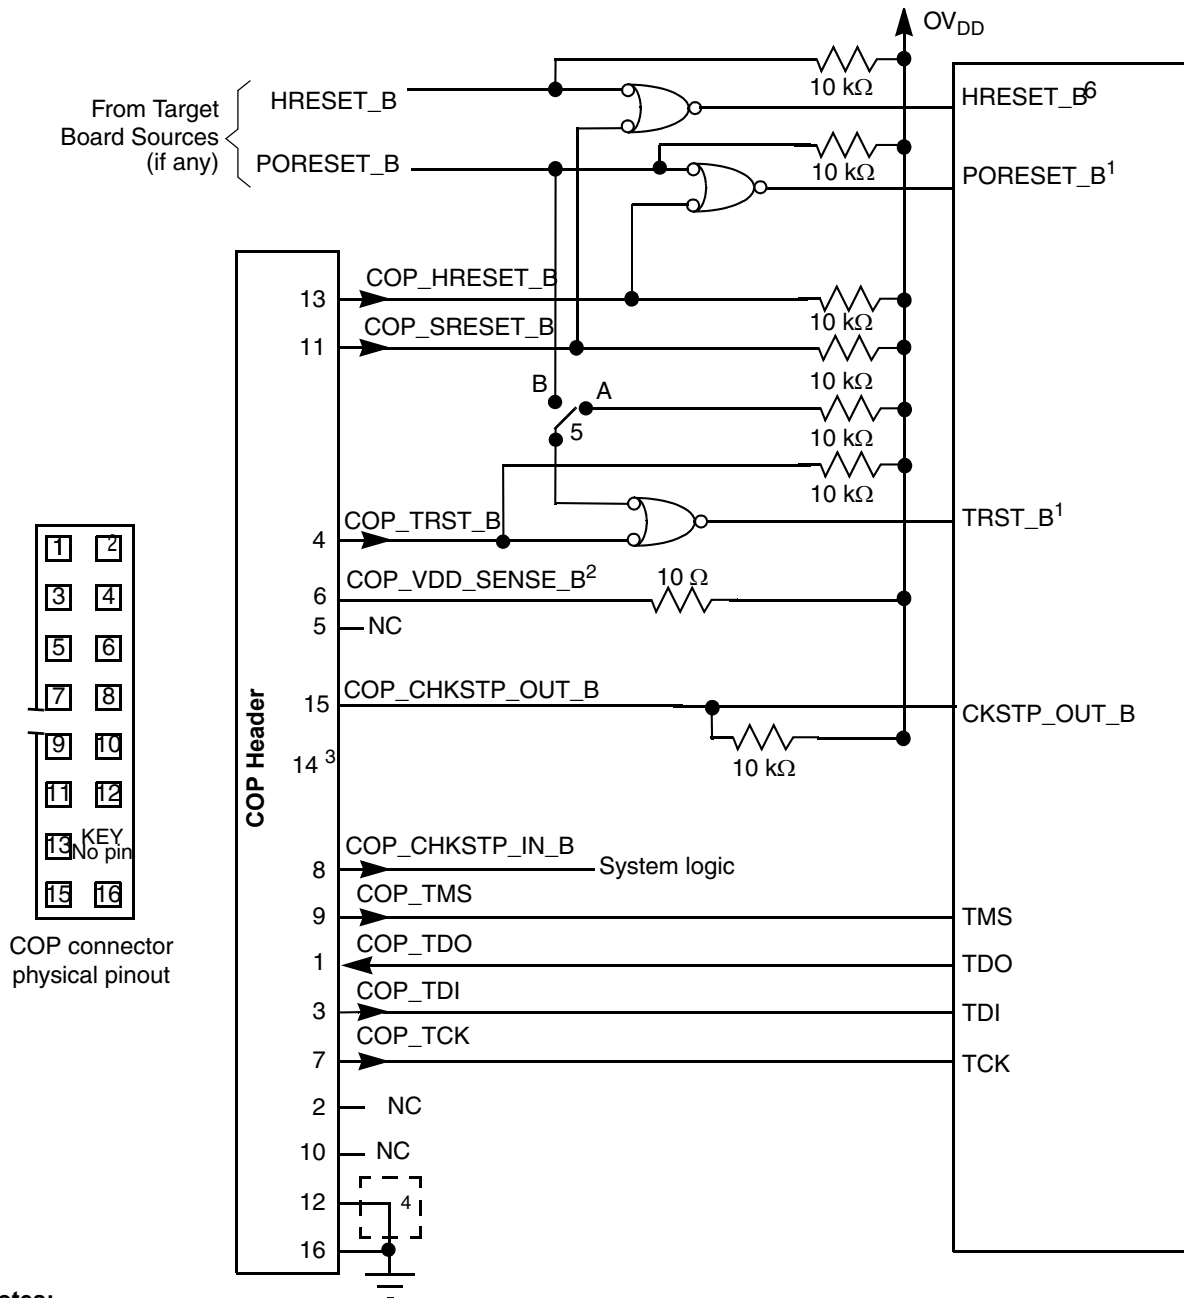 OVDD
10 kΩ
From Target
Board Sources
(if any)
HRESET_B
HRESET_B6
PORESET_B
10 kΩ
PORESET_B1
13
COP_HRESET_B
10 kΩ
11
COP_SRESET_B
10 kΩ
B
A
5
10 kΩ
10 kΩ
4
COP_TRST_B
TRST_B1
6
COP_VDD_SENSE_B2
10 Ω
5
NC
15
COP_CHKSTP_OUT_B
CKSTP_OUT_B
10 kΩ
14 3
COP Header
8
COP_CHKSTP_IN_B
System logic
9
COP_TMS
TMS
1
COP_TDO
TDO
3
COP_TDI
TDI
7
COP_TCK
TCK
2
NC
10
NC
12
4
16
1 2
3 4
5 6
7 8
9 10
11 12
13 KEY
No pin
15 16
COP connector
physical pinout